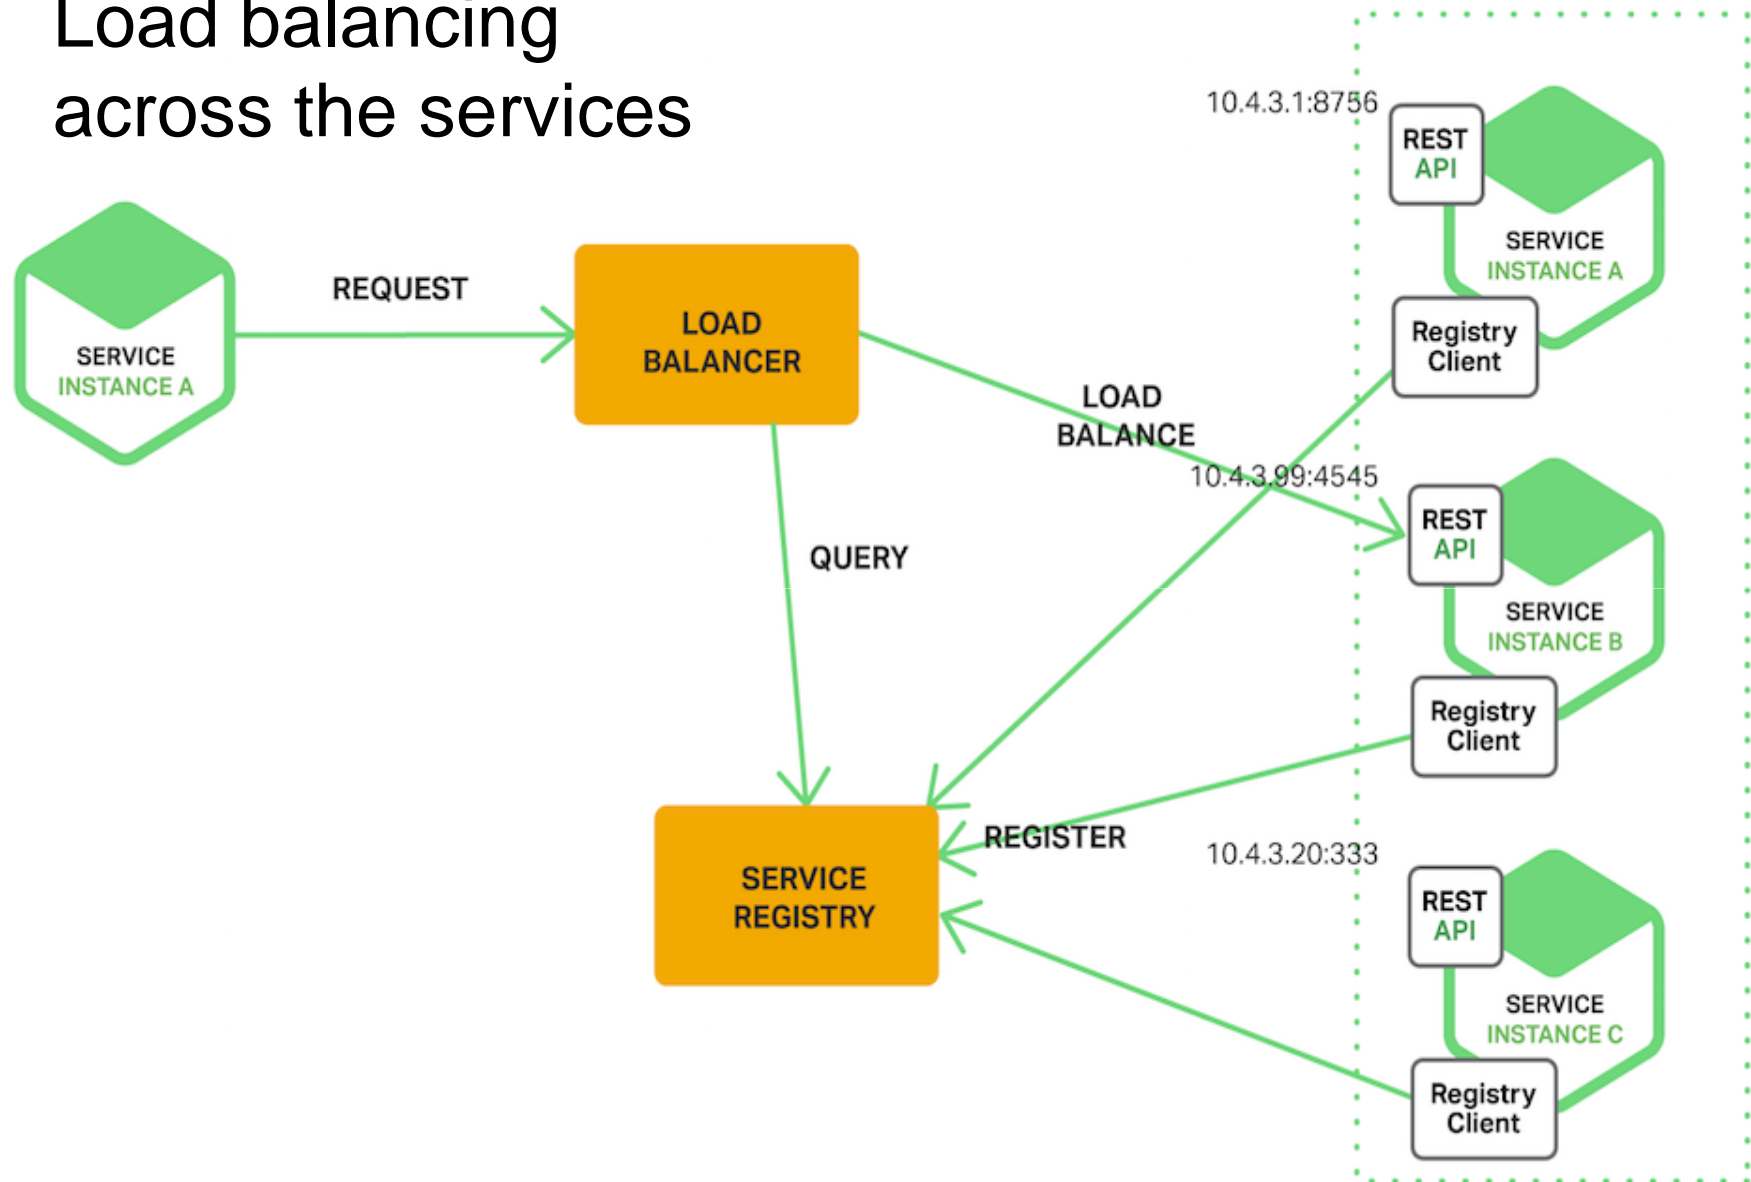 Load balancing
across the services
SERVICE
INSTANCE A
REQUEST
LOAD
BALANCER
QUERY
SERVICE
REGISTRY
LOAD
BALANCE
REGISTER
10.4.3.1:8756
REST
API
SERVICE
INSTANCE A
Registry
Client
10.4.3.99:4545
REST
API
SERVICE
INSTANCE B
Registry
Client
10.4.3.20:333
REST
API
SERVICE
INSTANCE C
Registry
Client